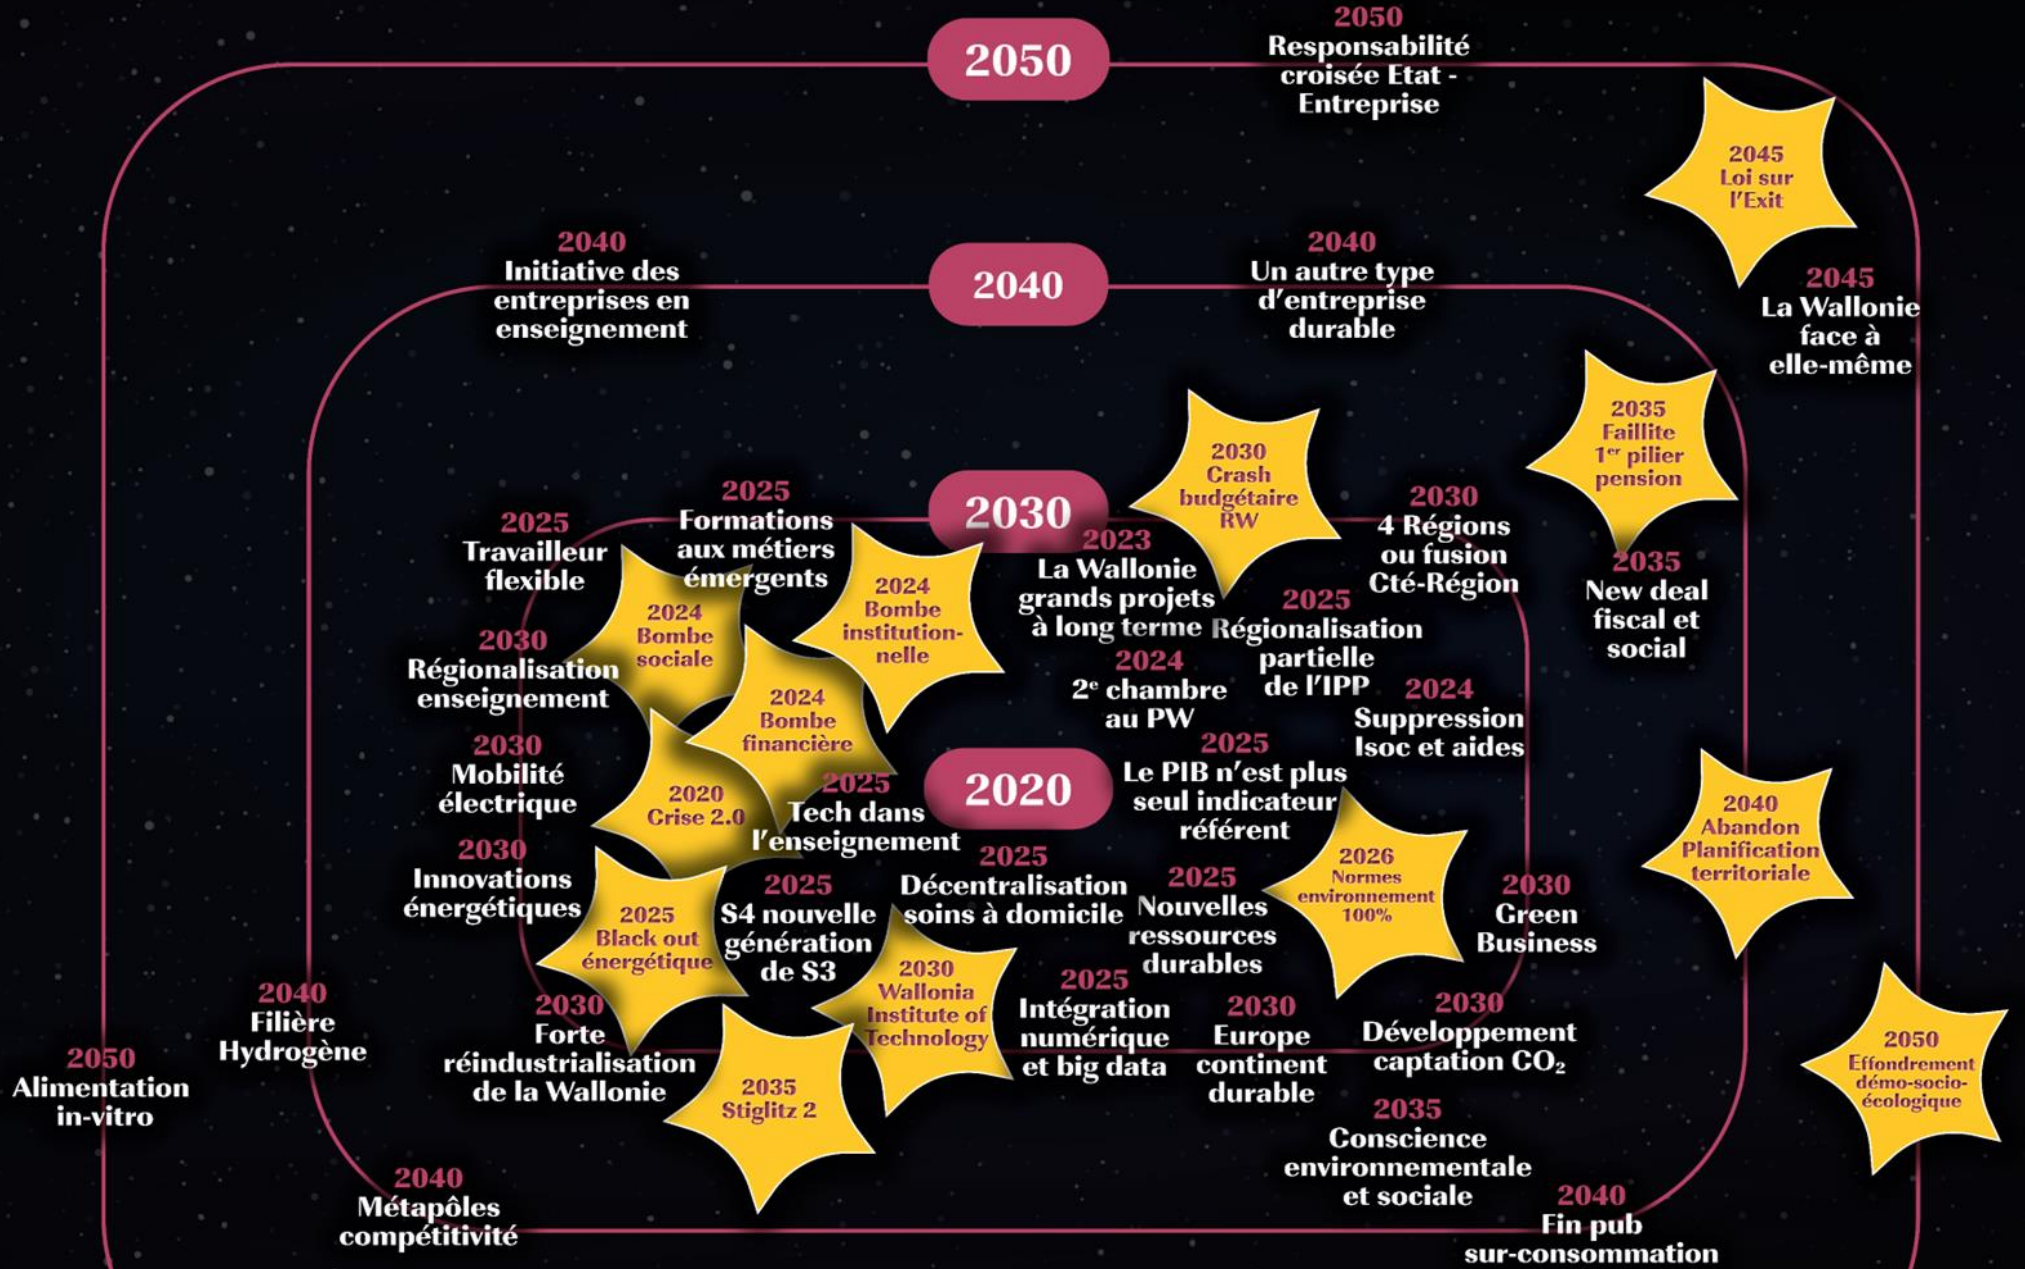 2050
2050
Responsabilité
croisée Etat -
Entreprise
2045
Loi sur
l'Exit
2040
Initiative des
entreprises en
enseignement
2040
2040
Un autre type
d'entreprise
durable
2045
La Wallonie
face à
elle-même
2035
Faillite
1er pilier
pension
2030
Crash
budgétaire
RW
2025
Travailleur
flexible
2025
Formations
aux métiers
émergents
2030
2023
La Wallonie
grands projets
à long terme
2030
4 Régions
ou fusion
Cté-Région
2035
New deal
fiscal et
social
2024
Bombe
sociale
2024
Bombe
institution-
nelle
2025
Régionalisation
partielle
de l'IPP
2030
Régionalisation
enseignement
2024
Bombe
financière
2024
2e chambre
au PW
2024
Suppression
Isoc et aides
2030
Mobilité
électrique
2020
Crise 2.0
2025
Tech dans
l'enseignement
2020
2025
Le PIB n'est plus
seul indicateur
référent
2040
Abandon
Planification
territoriale
2030
Innovations
énergétiques
2025
Black out
énergétique
2025
S4 nouvelle
génération
de S3
2025
Décentralisation
soins à domicile
2025
Nouvelles
ressources
durables
2026
Normes
environnement
100%
2030
Green
Business
2040
Filière
Hydrogène
2030
Forte
réindustrialisation
de la Wallonie
2030
Wallonia
Institute of
Technology
2025
Intégration
numérique
et big data
2030
Europe
continent
durable
2030
Développement
captation CO₂
2050
Effondrement
démo-socio-
écologique
2050
Alimentation
in-vitro
2035
Stiglitz 2
2035
Conscience
environnementale
et sociale
2040
Métapôles
compétitivité
2040
Fin pub
sur-consommation